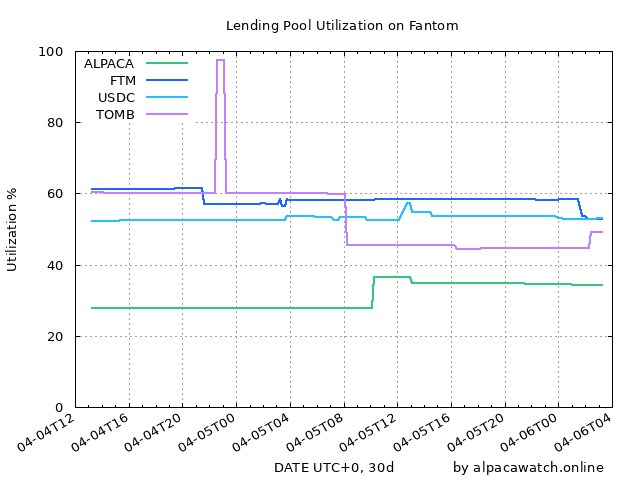 Lending Pool Utilization on Fantom
ALPACA
FTM
USDC
TOMB
Utilization %
100
80
60
40
20
0
04-04T12
04-04T16
04-04T20
04-05T00
04-05T04
04-05T08
04-05T12
04-05T16
04-05T20
04-06T00
04-06T04
DATE UTC+0, 30d
by alpacawatch.online